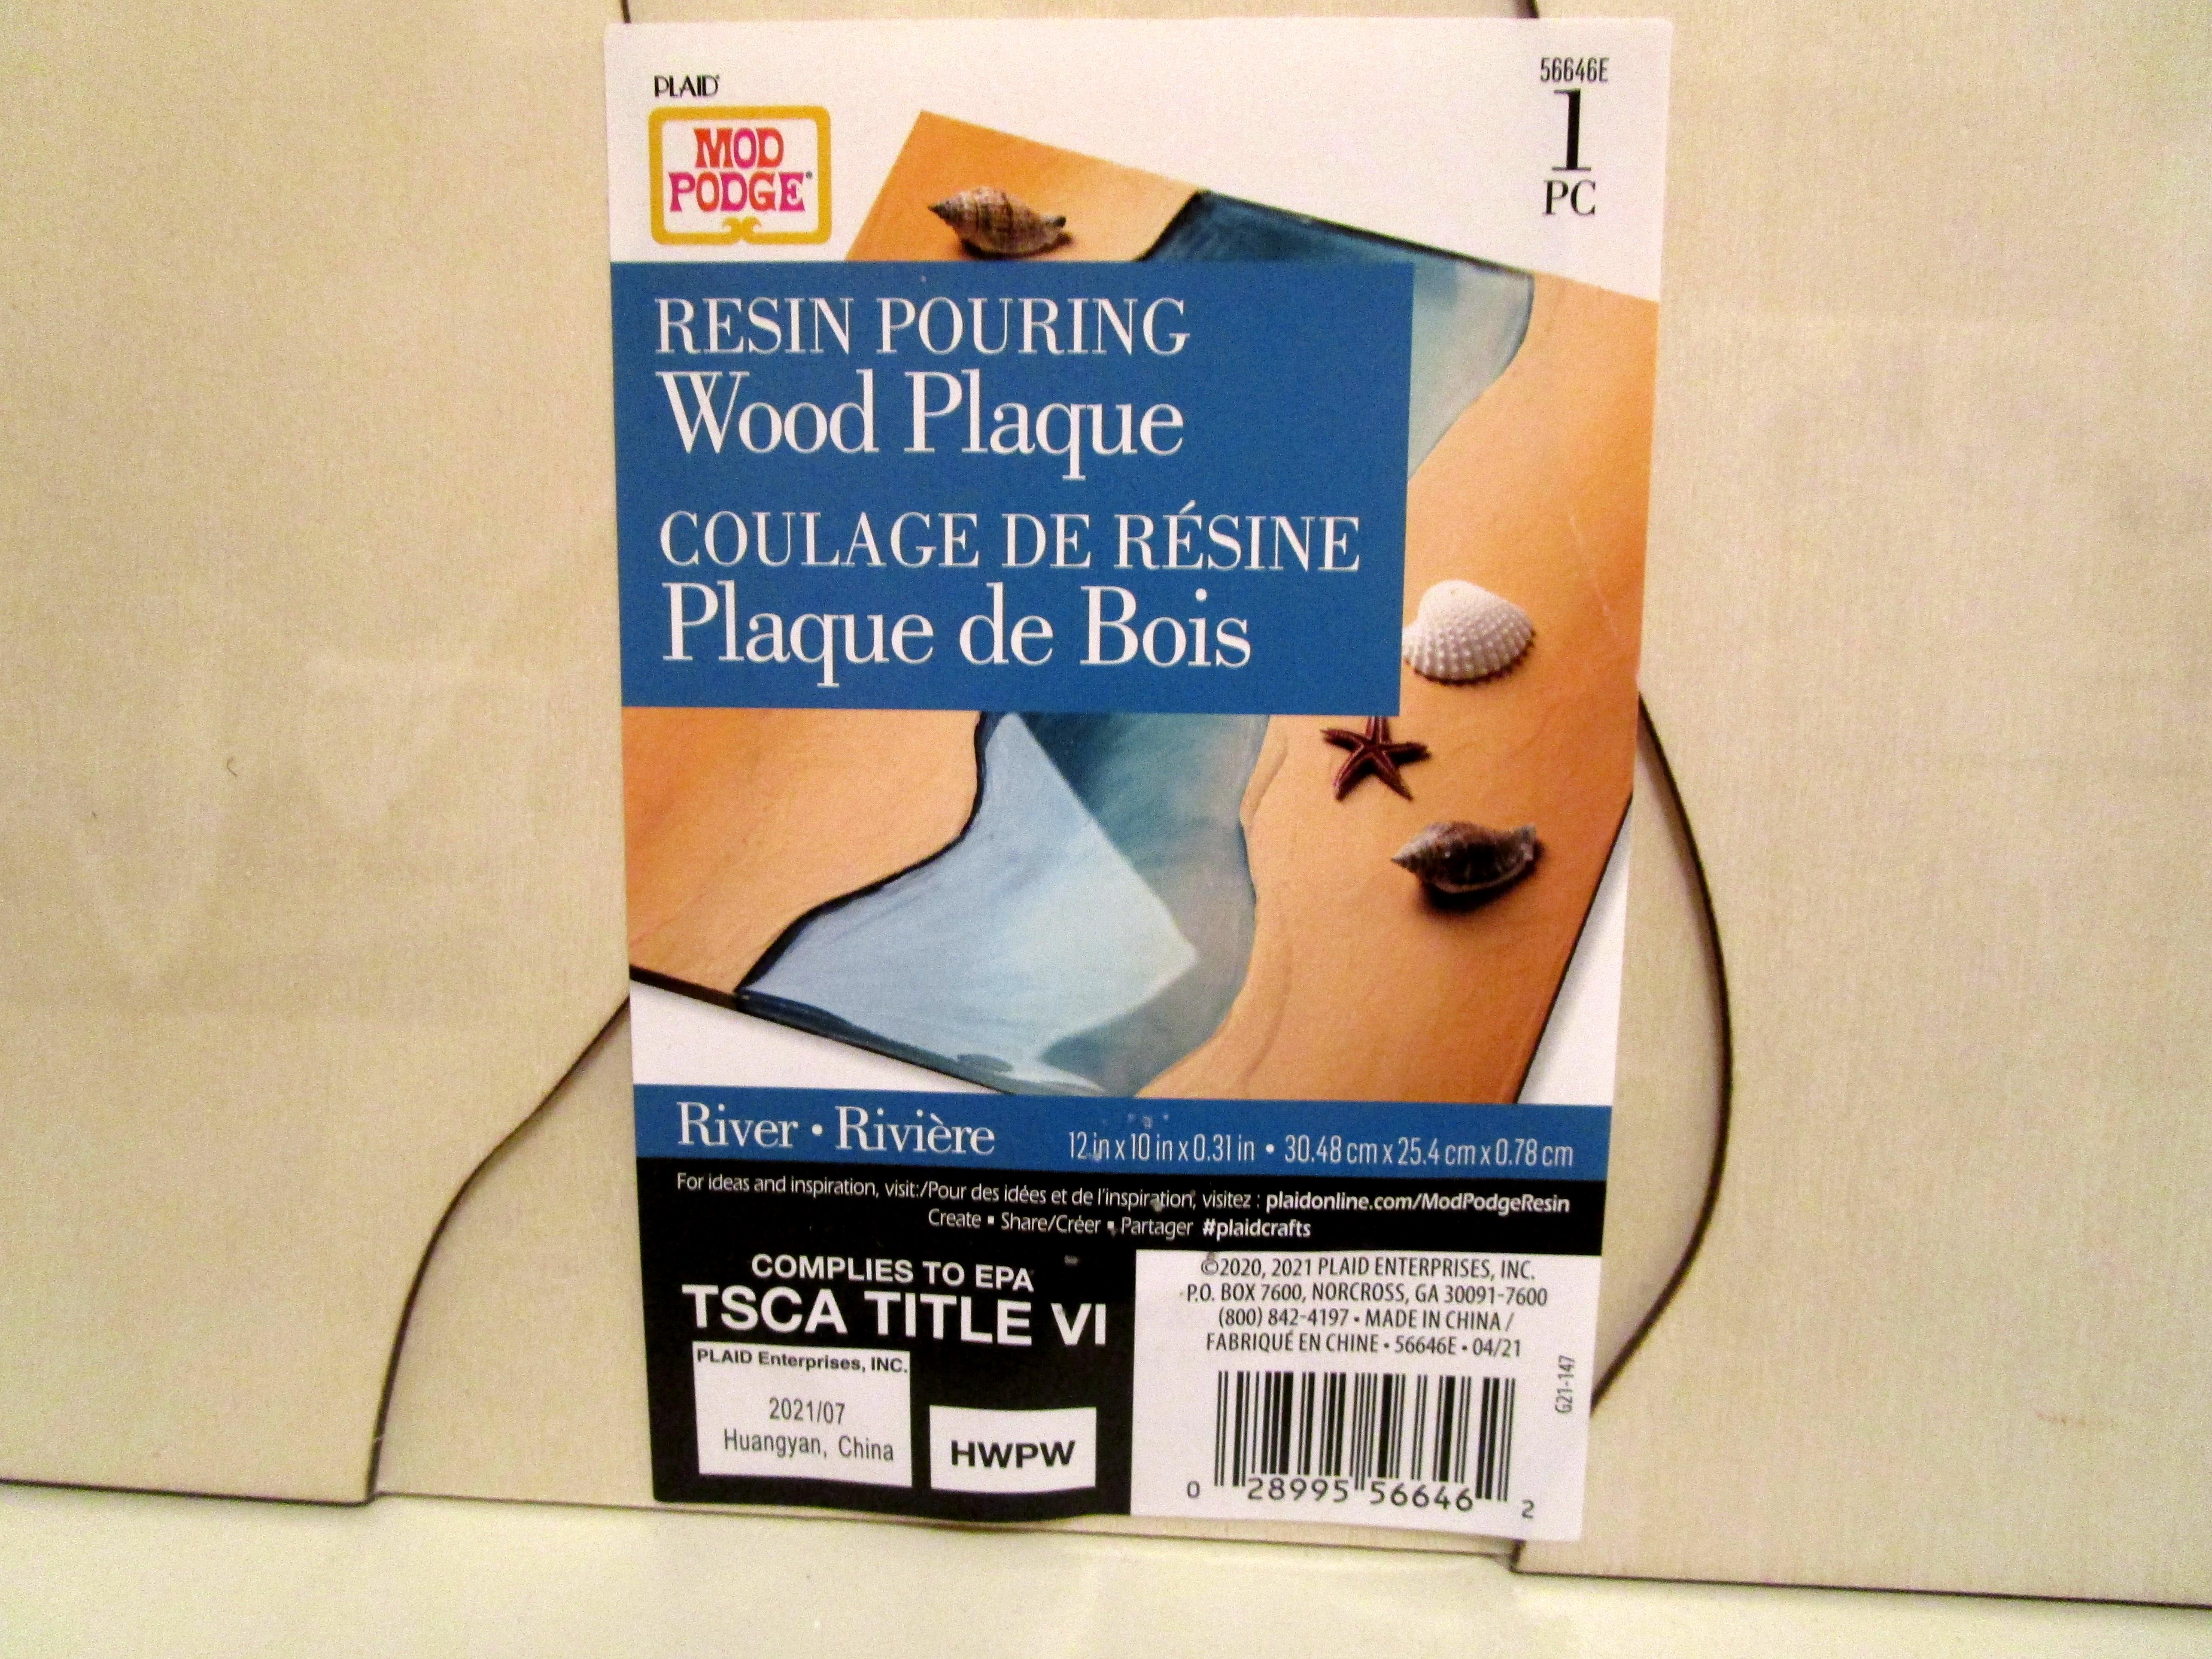 PLAID®
MOD
PODGE®
56646E
1
PC
RESIN POURING
Wood Plaque
COULAGE DE RÉSINE
Plaque de Bois
River • Rivière
12 in x 10 in x 0.31 in • 30.48 cm x 25.4 cm x 0.78 cm
For ideas and inspiration, visit:/Pour des idées et de l'inspiration, visitez : plaidonline.com/ModPodgeResin
Create ▪ Share/Créer ▪ Partager #plaidcrafts
COMPLIES TO EPA
TSCA TITLE VI
PLAID Enterprises, INC.
2021/07
Huangyan, China
HWPW
©2020, 2021 PLAID ENTERPRISES, INC.
P.O. BOX 7600, NORCROSS, GA 30091-7600
(800) 842-4197 • MADE IN CHINA /
FABRIQUÉ EN CHINE • 56646E • 04/21
G21-147
0 28995 56646 2